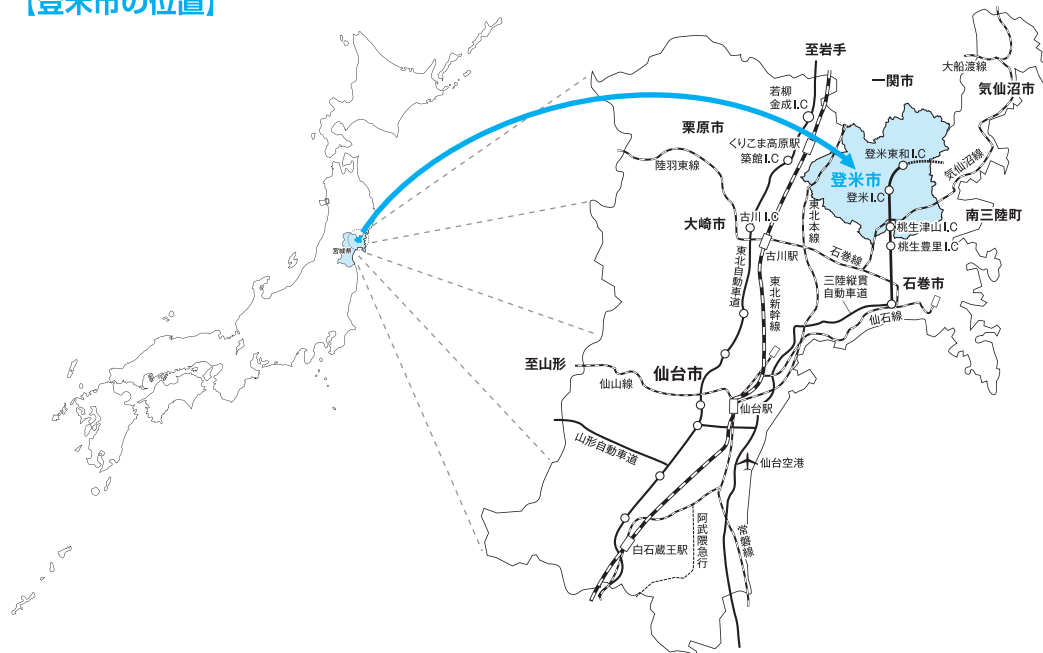 【登米市の位置】
至岩手
一関市
大船渡線
気仙沼市
若柳
金成I.C
栗原市
くりこま高原駅
築館I.C
陸羽東線
登米東和I.C
気仙沼線
登米市
登米I.C
東北本線
南三陸町
大崎市
古川I.C
桃生津山I.C
桃生豊里I.C
古川駅
石巻線
宮城県
東北自動車道
東北新幹線
三陸縦貫
自動車道
石巻市
仙石線
至山形
仙台市
仙山線
仙台駅
山形自動車道
仙台空港
阿武隈急行
常磐線
白石蔵王駅